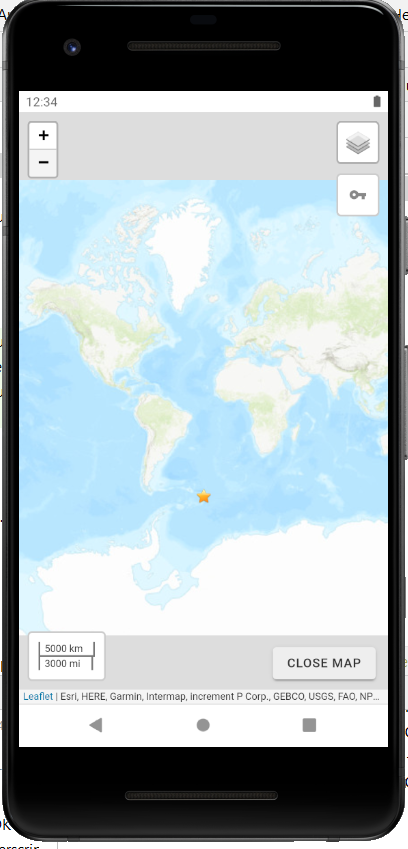 12:34
+
−
5000 km
3000 mi
CLOSE MAP
Leaflet | Esri, HERE, Garmin, Intermap, increment P Corp., GEBCO, USGS, FAO, NP...